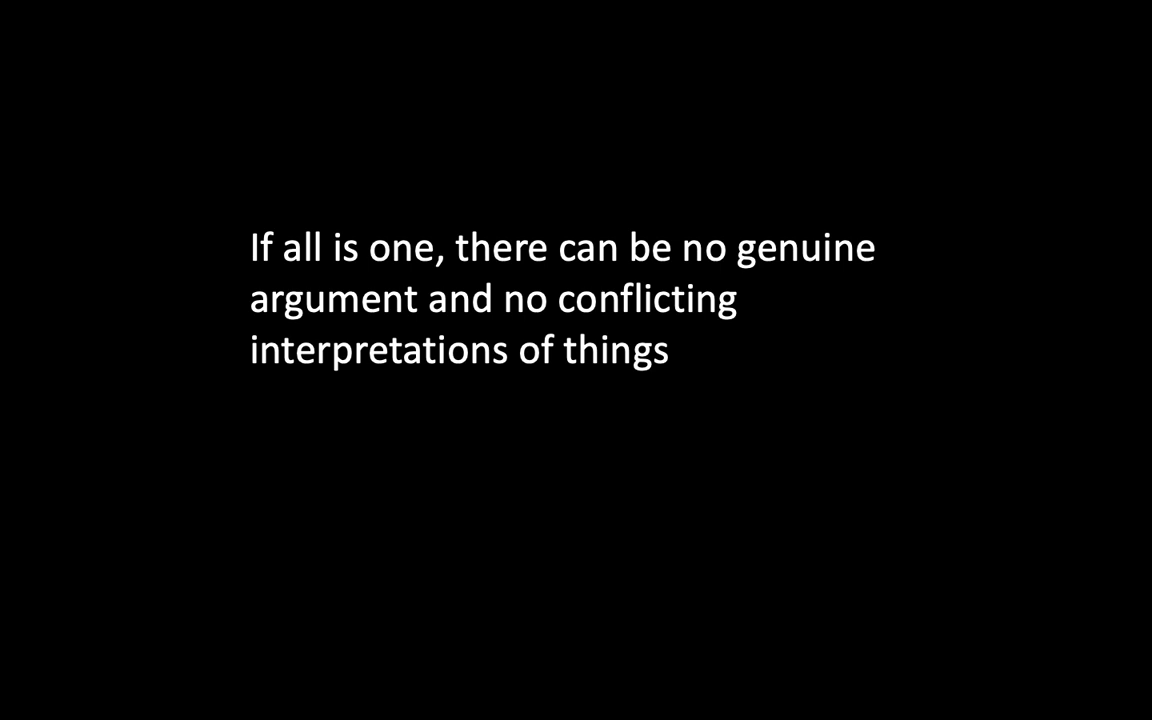 If all is one, there can be no genuine
argument and no conflicting
interpretations of things